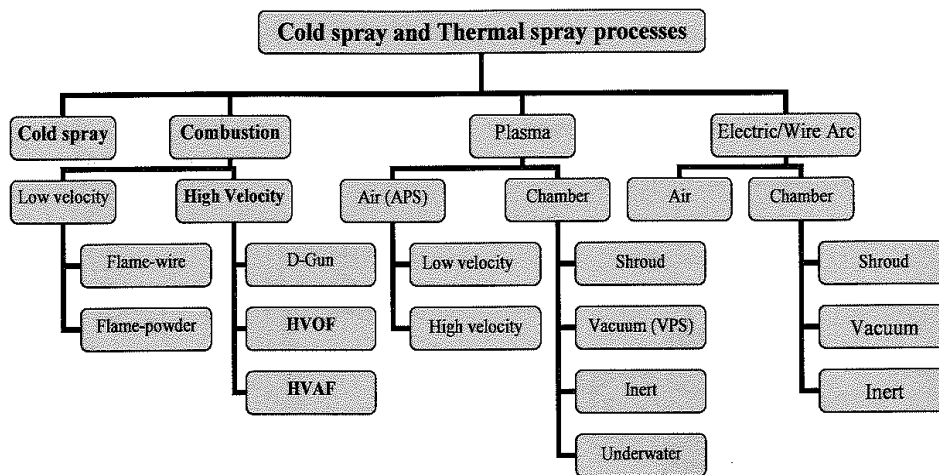 Cold spray and Thermal spray processes
Cold spray
Combustion
Plasma
Electric/Wire Arc
Low velocity
High Velocity
Air (APS)
Chamber
Air
Chamber
Flame-wire
D-Gun
Low velocity
Shroud
Shroud
Flame-powder
HVOF
High velocity
Vacuum (VPS)
Vacuum
HVAF
Inert
Inert
Underwater